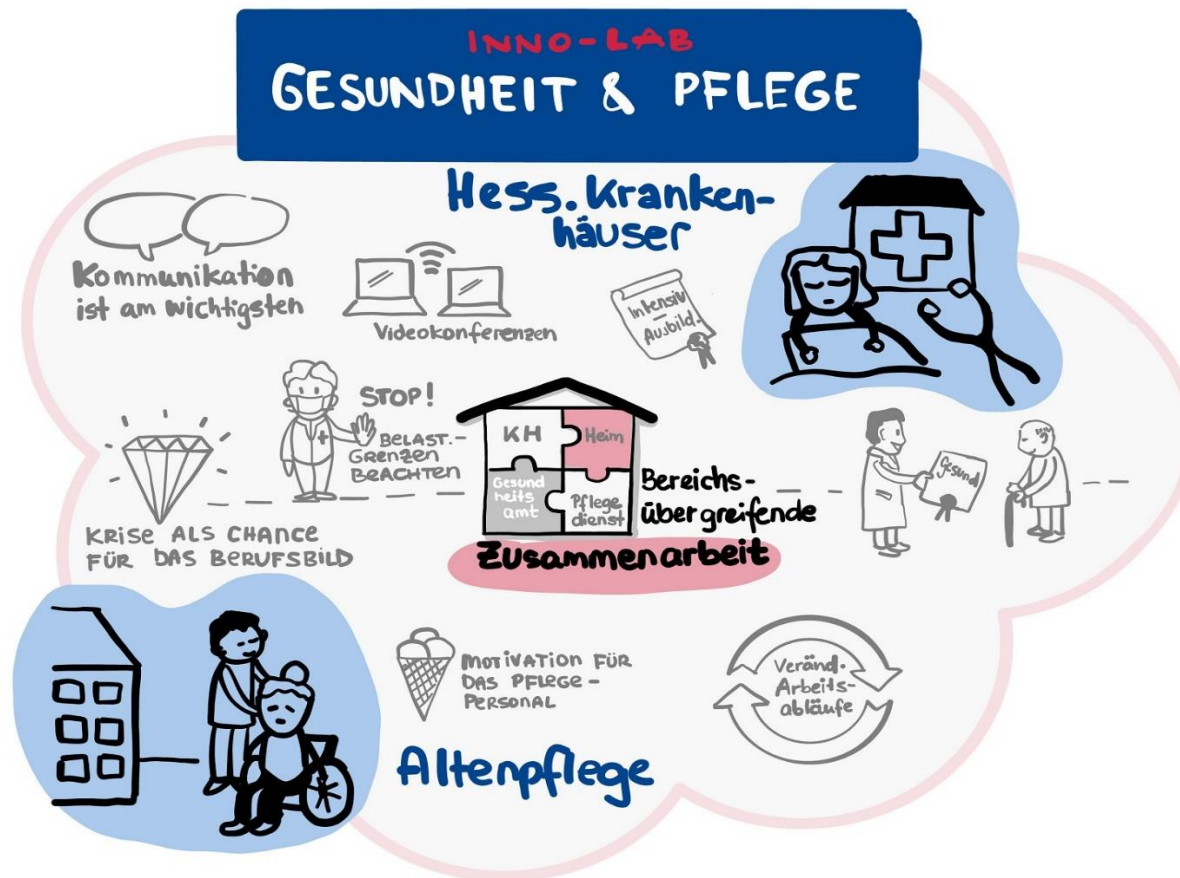 INNO-LAB
GESUNDHEIT & PFLEGE
Hess. Kranken-
häuser
Kommunikation
ist am wichtigsten
Videokonferenzen
Intensiv
Ausbild.
STOP!
BELAST.-
GRENZEN
BEACHTEN
KRISE ALS CHANCE
FÜR DAS BERUFSBILD
KH
Heim
Gesund
heits
amt
Pflege
dienst
Bereichs-
übergreifende
Zusammenarbeit
Gesund
MOTIVATION FÜR
DAS PFLEGE-
PERSONAL
Veränd.
Arbeits-
abläufe
Altenpflege